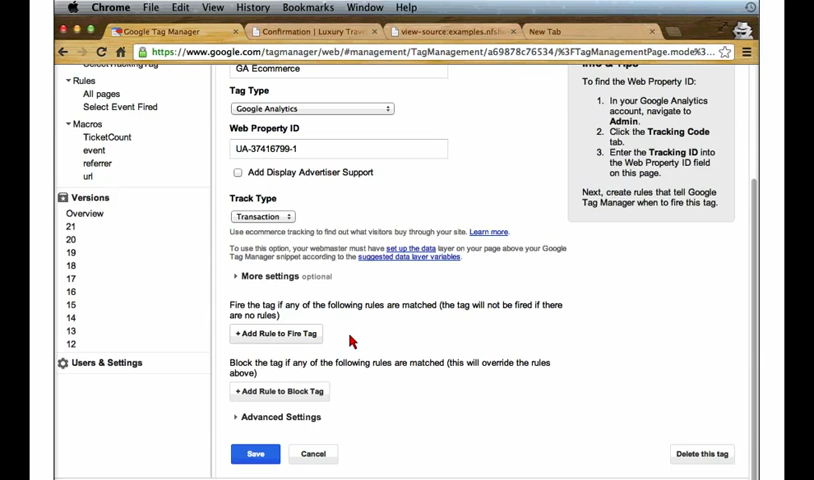 Chrome File Edit View History Bookmarks Window Help
Google Tag Manager
Confirmation | Luxury Trave
view-source:examples.nfsh
New Tab
https://www.google.com/tagmanager/web/#management/TagManagement/a69878c76534/%3FTagManagementPage.mode%3...
Rules
All pages
Select Event Fired
Macros
TicketCount
event
referrer
url
Versions
Overview
21
20
19
18
17
16
15
14
13
12
Users & Settings
GA Ecommerce
Tag Type
Google Analytics
Web Property ID
UA-37416799-1
Add Display Advertiser Support
Track Type
Transaction
Use ecommerce tracking to find out what visitors buy through your site. Learn more.
To use this option, your webmaster must have set up the data layer on your page above your Google
Tag Manager snippet according to the suggested data layer variables.
More settings optional
Fire the tag if any of the following rules are matched (the tag will not be fired if there
are no rules)
+ Add Rule to Fire Tag
Block the tag if any of the following rules are matched (this will override the rules
above)
+ Add Rule to Block Tag
Advanced Settings
Save
Cancel
Delete this tag
To find the Web Property ID:
1. In your Google Analytics
account, navigate to
Admin.
2. Click the Tracking Code
tab.
3. Enter the Tracking ID into
the Web Property ID field
on this page.
Next, create rules that tell Google
Tag Manager when to fire this tag.